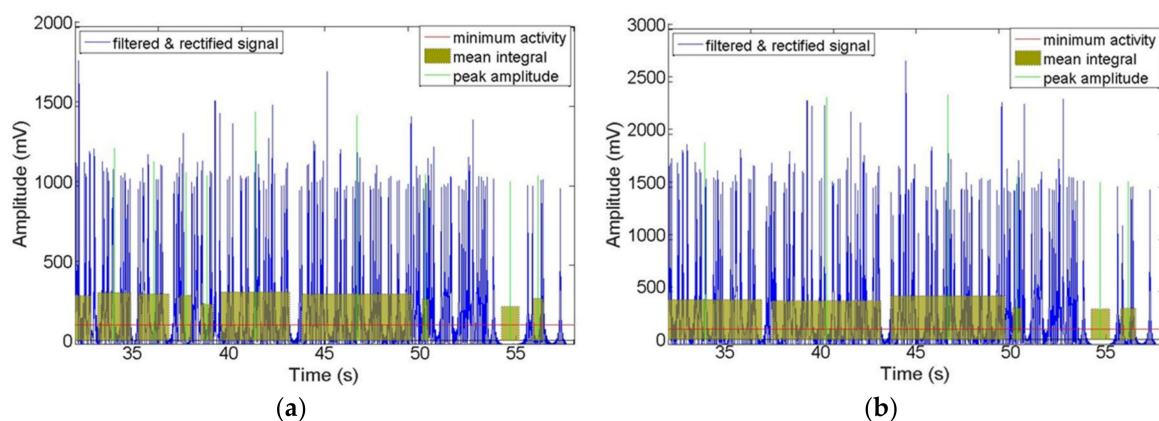 2000
1500
1000
500
0
Amplitude (mV)
filtered & rectified signal
minimum activity
mean integral
peak amplitude
35 40 45 50 55
Time (s)
(a)
3000
2500
2000
1500
1000
500
0
Amplitude (mV)
filtered & rectified signal
minimum activity
mean integral
peak amplitude
35 40 45 50 55
Time (s)
(b)